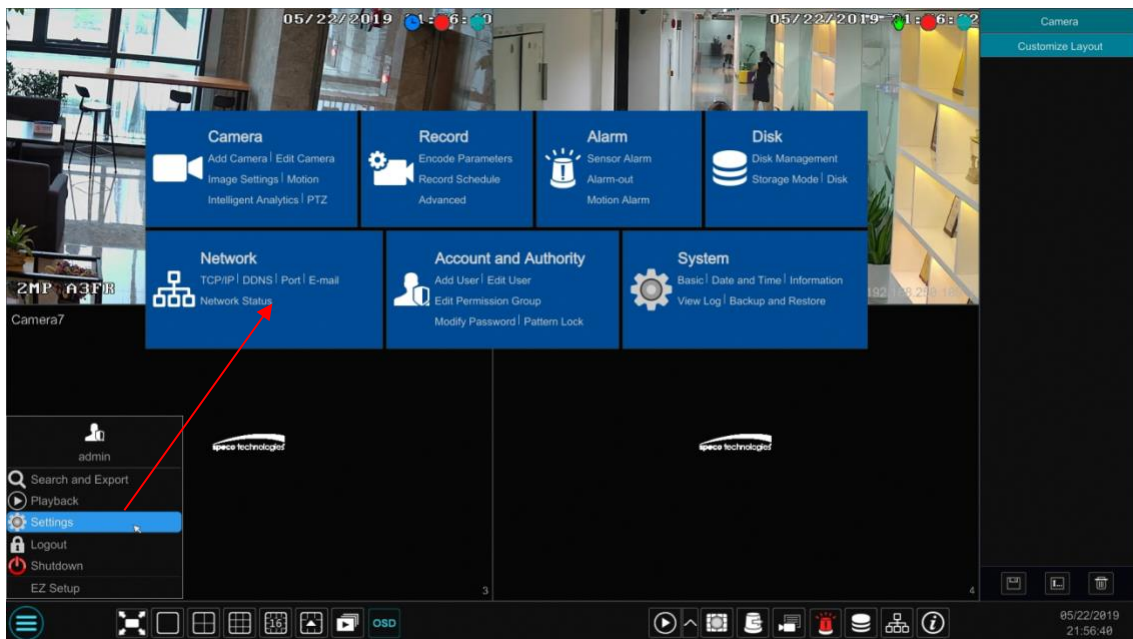 05/22/2019
05/22/2019
Camera
Customize Layout
Camera
Add Camera | Edit Camera
Image Settings | Motion
Intelligent Analytics | PTZ
Record
Encode Parameters
Record Schedule
Advanced
Alarm
Sensor Alarm
Alarm-out
Motion Alarm
Disk
Disk Management
Storage Mode | Disk
Network
TCP/IP | DDNS | Port | E-mail
Network Status
Account and Authority
Add User | Edit User
Edit Permission Group
Modify Password | Pattern Lock
System
Basic | Date and Time | Information
View Log | Backup and Restore
2MP A3FR
Camera7
admin
Search and Export
Playback
Settings
Logout
Shutdown
EZ Setup
speco technologies
speco technologies
3
4
16
OSD
05/22/2019
21:56:40